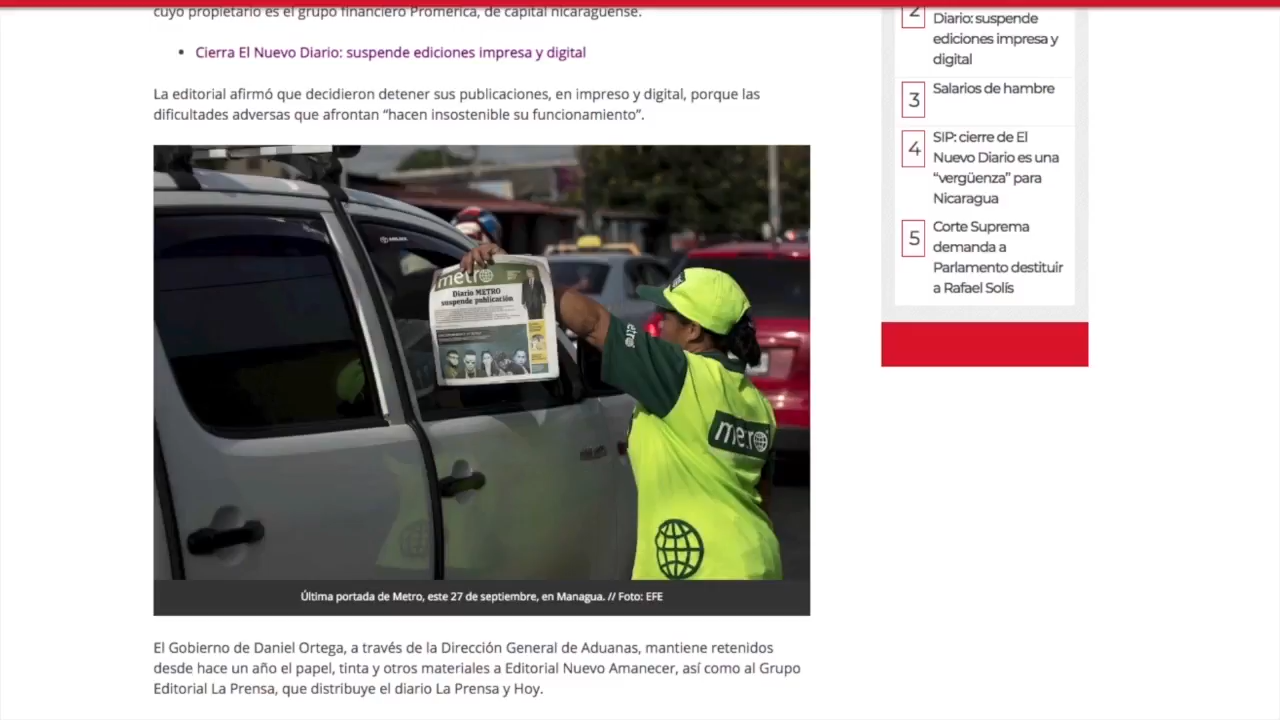 cuyo propietario es el grupo financiero Promerica, de capital nicaragüense.
• Cierra El Nuevo Diario: suspende ediciones impresa y digital
La editorial afirmó que decidieron detener sus publicaciones, en impreso y digital, porque las
dificultades adversas que afrontan “hacen insostenible su funcionamiento”.
metro
Diario METRO
suspende publicación
metro
metro
Última portada de Metro, este 27 de septiembre, en Managua. // Foto: EFE
El Gobierno de Daniel Ortega, a través de la Dirección General de Aduanas, mantiene retenidos
desde hace un año el papel, tinta y otros materiales a Editorial Nuevo Amanecer, así como al Grupo
Editorial La Prensa, que distribuye el diario La Prensa y Hoy.
2
Diario: suspende
ediciones impresa y
digital
3 Salarios de hambre
4 SIP: cierre de El
Nuevo Diario es una
“vergüenza” para
Nicaragua
5 Corte Suprema
demanda a
Parlamento destituir
a Rafael Solís